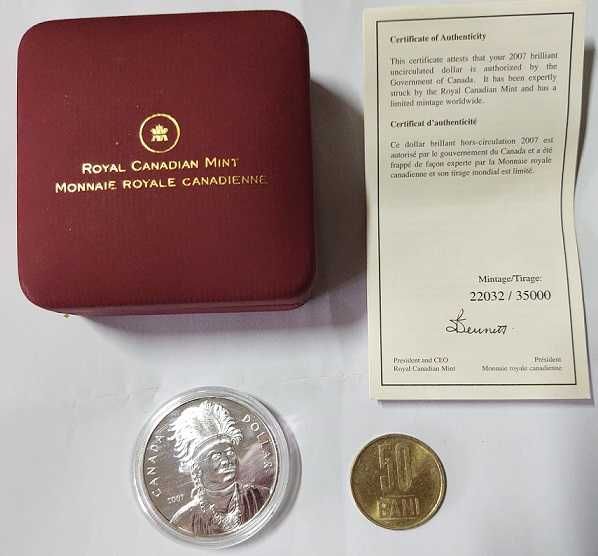 ROYAL CANADIAN MINT
MONNAIE ROYALE CANADIENNE
Certificate of Authenticity
This certificate attests that your 2007 brilliant
uncirculated dollar is authorized by the
Government of Canada. It has been expertly
struck by the Royal Canadian Mint and has a
limited mintage worldwide.
Certificat d'authenticité
Ce dollar brillant hors-circulation 2007 est
autorisé par le gouvernement du Canada et a été
frappé de façon experte par la Monnaie royale
canadienne et son tirage mondial est limité.
Mintage/Tirage:
22032 / 35000
President and CEO
Royal Canadian Mint
Président
Monnaie royale canadienne
CANADA DOLLAR
2007
50
BANI